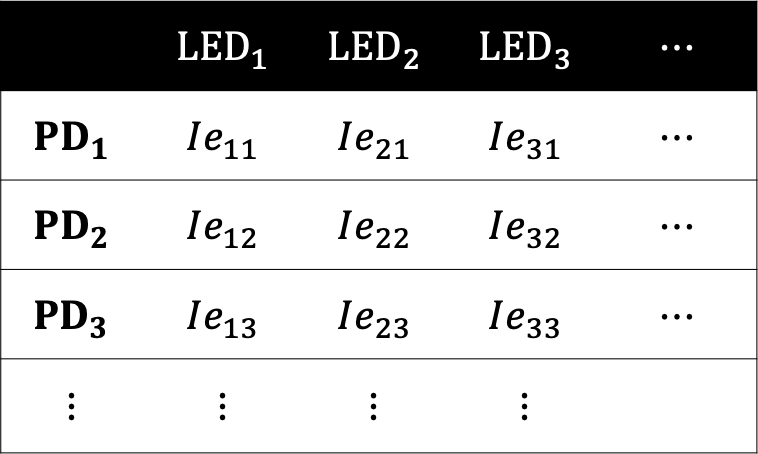 LED₁ LED₂ LED₃ ⋯
PD₁ Ie₁₁ Ie₂₁ Ie₃₁ ⋯
PD₂ Ie₁₂ Ie₂₂ Ie₃₂ ⋯
PD₃ Ie₁₃ Ie₂₃ Ie₃₃ ⋯
⋮ ⋮ ⋮ ⋮